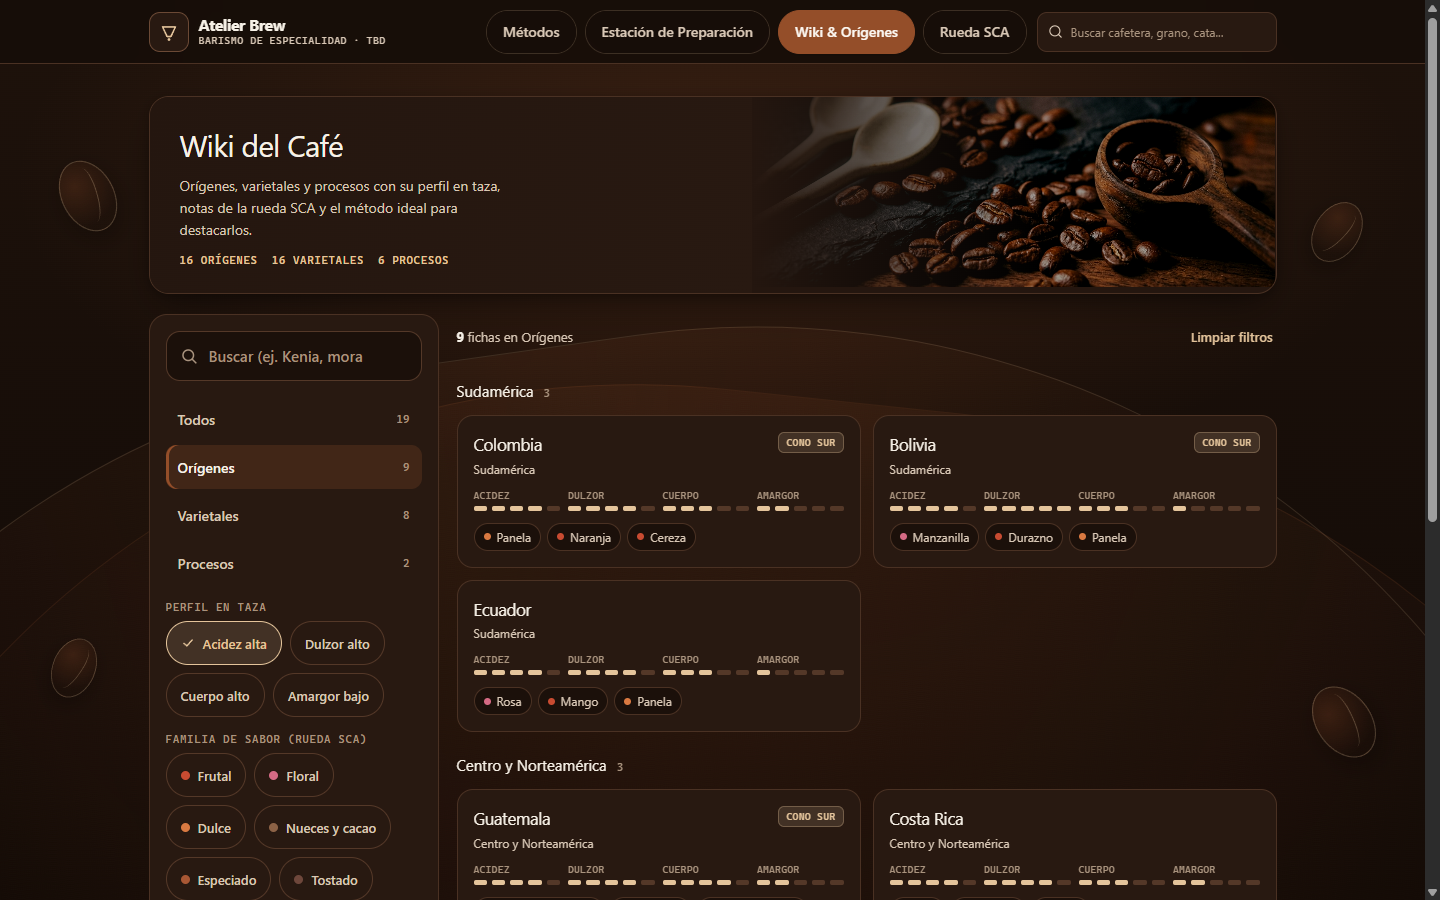 Atelier Brew
BARISMO DE ESPECIALIDAD · TBD
Métodos
Estación de Preparación
Wiki & Orígenes
Rueda SCA
Buscar cafetera, grano, cata...
Wiki del Café
Orígenes, varietales y procesos con su perfil en taza,
notas de la rueda SCA y el método ideal para
destacarlos.
16 ORÍGENES 16 VARIETALES 6 PROCESOS
Buscar (ej. Kenia, mora
Todos 19
Orígenes 9
Varietales 8
Procesos 2
PERFIL EN TAZA
Acidez alta
Dulzor alto
Cuerpo alto
Amargor bajo
FAMILIA DE SABOR (RUEDA SCA)
Frutal
Floral
Dulce
Nueces y cacao
Especiado
Tostado
9 fichas en Orígenes
Limpiar filtros
Sudamérica 3
Colombia
CONO SUR
Sudamérica
ACIDEZ DULZOR CUERPO AMARGOR
Panela Naranja Cereza
Bolivia
CONO SUR
Sudamérica
ACIDEZ DULZOR CUERPO AMARGOR
Manzanilla Durazno Panela
Ecuador
Sudamérica
ACIDEZ DULZOR CUERPO AMARGOR
Rosa Mango Panela
Centro y Norteamérica 3
Guatemala
CONO SUR
Centro y Norteamérica
ACIDEZ DULZOR CUERPO AMARGOR
Costa Rica
Centro y Norteamérica
ACIDEZ DULZOR CUERPO AMARGOR